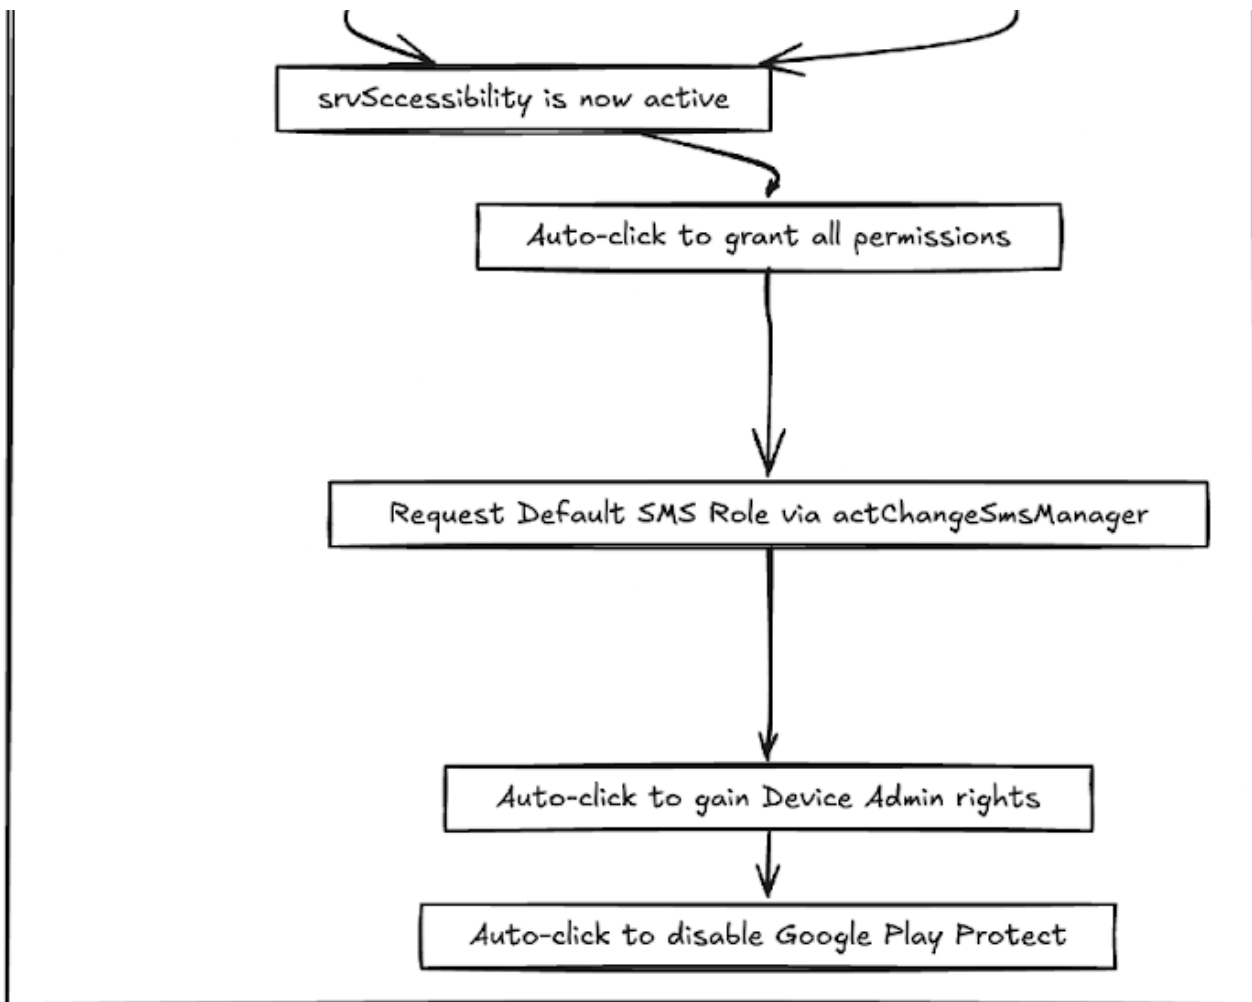 srvSccessibility is now active
Auto-click to grant all permissions
Request Default SMS Role via actChangeSmsManager
Auto-click to gain Device Admin rights
Auto-click to disable Google Play Protect